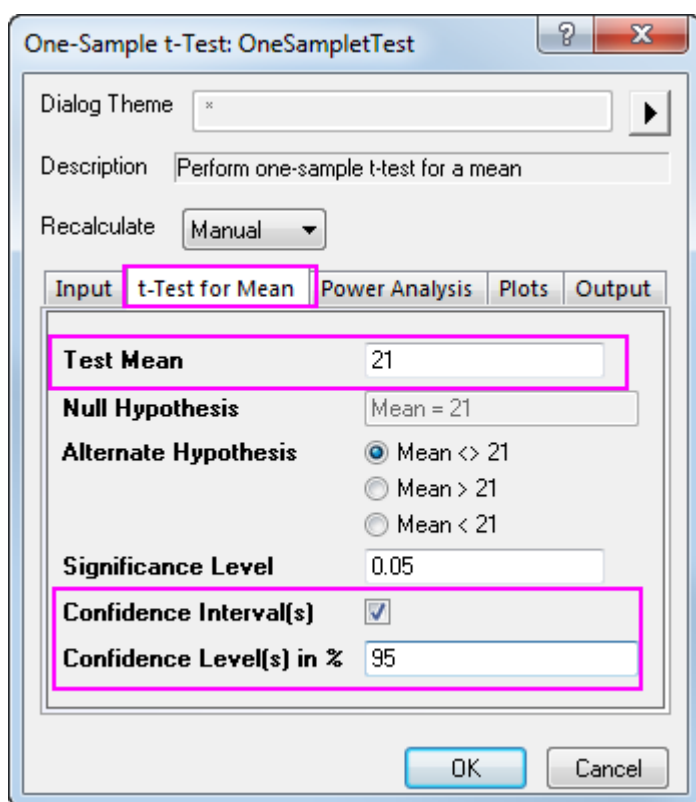 One-Sample t-Test: OneSampletTest
Dialog Theme *
Description Perform one-sample t-test for a mean
Recalculate Manual
Input t-Test for Mean Power Analysis Plots Output
Test Mean 21
Null Hypothesis Mean = 21
Alternate Hypothesis Mean <> 21
Mean > 21
Mean < 21
Significance Level 0.05
Confidence Interval(s)
Confidence Level(s) in % 95
OK Cancel